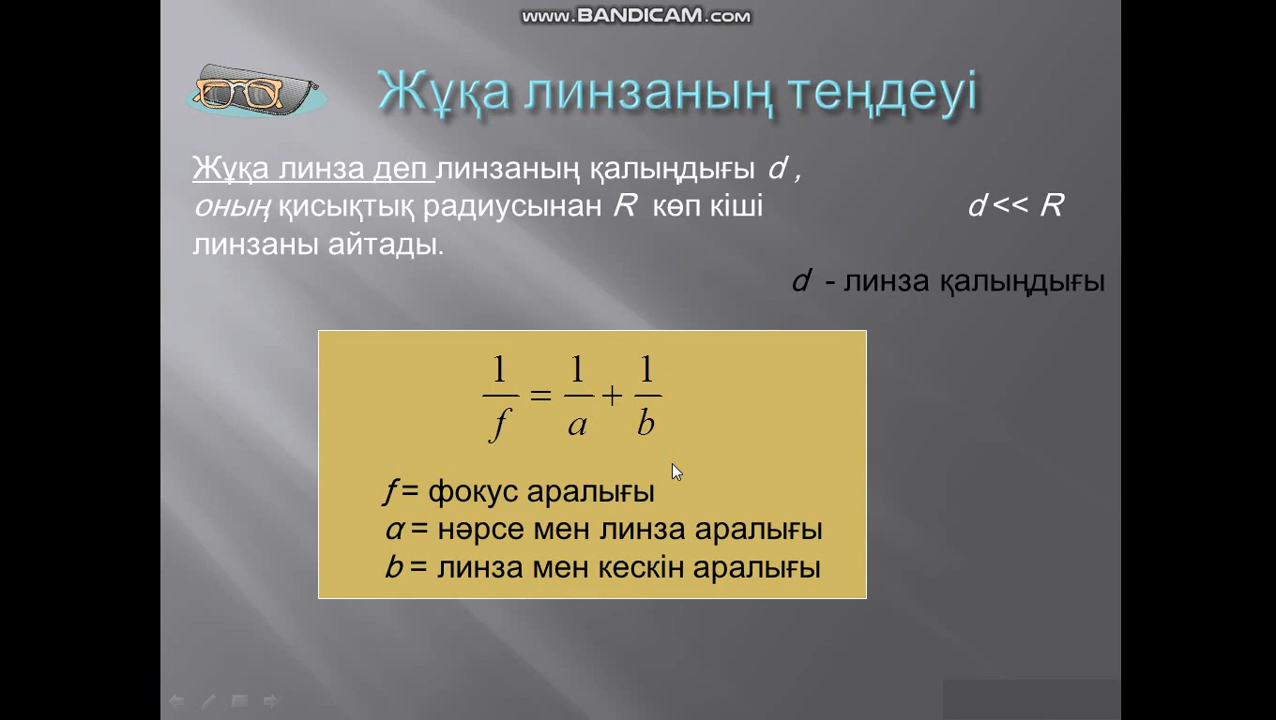 www.BANDICAM.com
Жұқа линзаның теңдеуі
Жұқа линза деп линзаның қалыңдығы d ,
оның қисықтық радиусынан R көп кіші d << R
линзаны айтады.
d - линза қалыңдығы
1/f = 1/a + 1/b
f = фокус аралығы
α = нәрсе мен линза аралығы
b = линза мен кескін аралығы